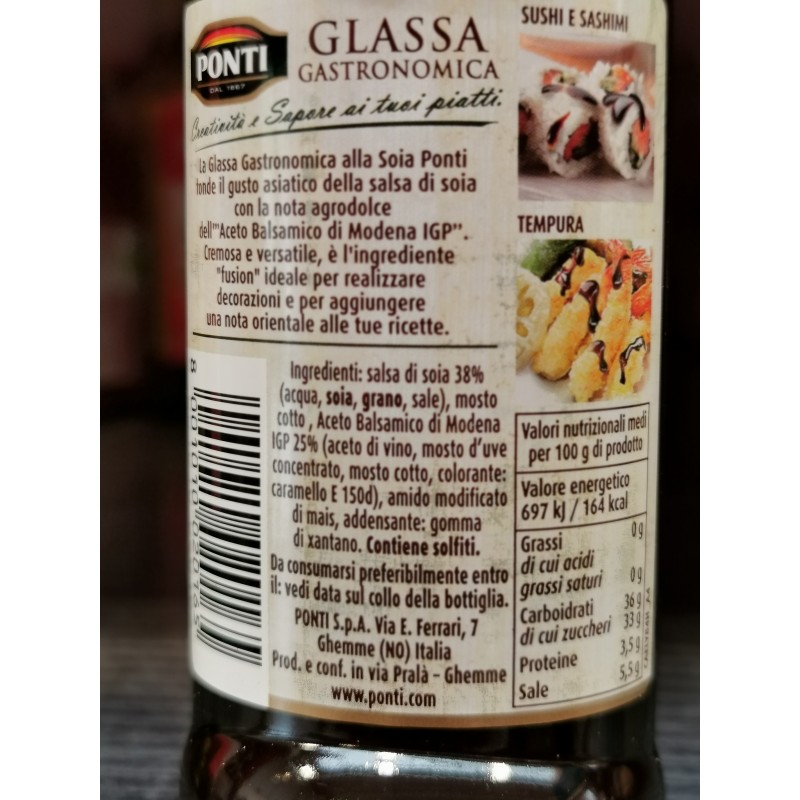 PONTI
DAL 1867
GLASSA
GASTRONOMICA
Creatività e Sapore ai tuoi piatti.
La Glassa Gastronomica alla Soia Ponti
fonde il gusto asiatico della salsa di soia
con la nota agrodolce
dell'"Aceto Balsamico di Modena IGP".
Cremosa e versatile, è l'ingrediente
"fusion" ideale per realizzare
decorazioni e per aggiungere
una nota orientale alle tue ricette.
Ingredienti: salsa di soia 38%
(acqua, soia, grano, sale), mosto
cotto , Aceto Balsamico di Modena
IGP 25% (aceto di vino, mosto d'uve
concentrato, mosto cotto, colorante:
caramello E 150d), amido modificato
di mais, addensante: gomma
di xantano. Contiene solfiti.
Da consumarsi preferibilmente entro
il: vedi data sul collo della bottiglia.
PONTI S.p.A. Via E. Ferrari, 7
Ghemme (NO) Italia
Prod. e conf. in via Pralà - Ghemme
www.ponti.com
SUSHI E SASHIMI
TEMPURA
Valori nutrizionali medi
per 100 g di prodotto
Valore energetico
697 kJ / 164 kcal
Grassi 0 g
di cui acidi
grassi saturi 0 g
Carboidrati 36 g
di cui zuccheri 33 g
Proteine 3,5 g
Sale 5,5 g